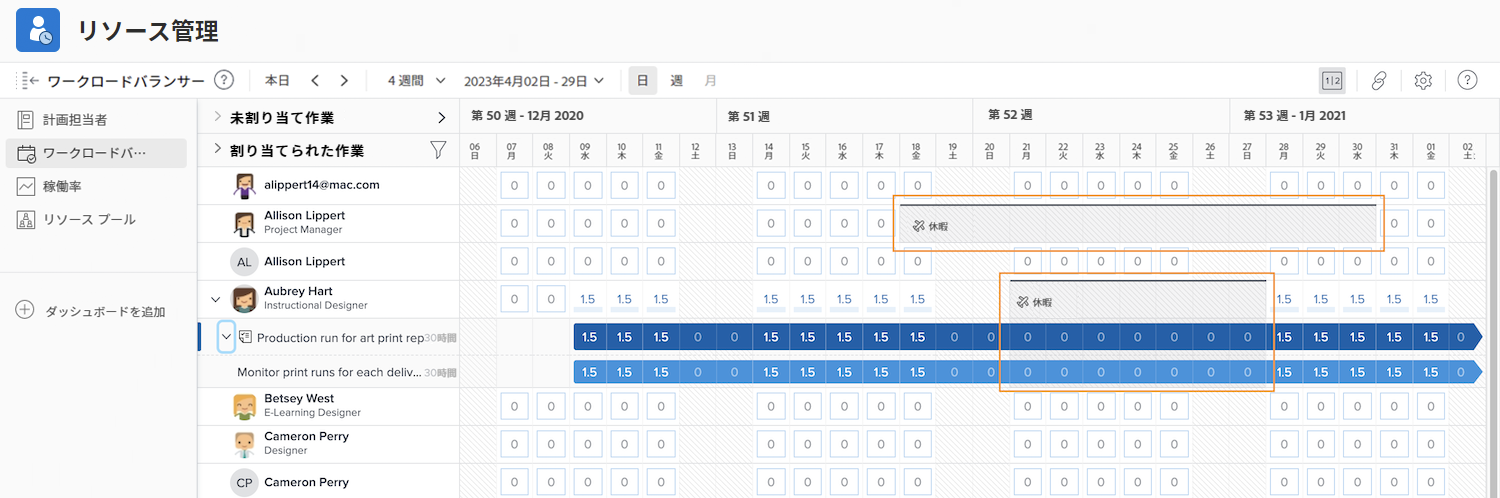 リソース管理
ワークロードバランサー ? 本日 4 週間 2023年4月02日 - 29日 日 週 月 1|2 ?
計画担当者
ワークロードバ…
稼働率
リソース プール
ダッシュボードを追加
未割り当て作業
割り当てられた作業
第 50 週 - 12月 2020 第 51 週 第 52 週 第 53 週 - 1月 2021
06 07 08 09 10 11 12 13 14 15 16 17 18 19 20 21 22 23 24 25 26 27 28 29 30 31 01 02
日 月 火 水 木 金 土 日 月 火 水 木 金 土 日 月 火 水 木 金 土 日 月 火 水 木 金 土
alippert14@mac.com 0 0 0 0 0 0 0 0 0 0 0 0 0 0 0 0 0 0 0 0
Allison Lippert
Project Manager 0 0 0 0 0 0 0 0 0 休暇 0 0
AL Allison Lippert 0 0 0 0 0 0 0 0 0 0 0 0 0 0 0 0 0 0 0 0
Aubrey Hart
Instructional Designer 0 0 1.5 1.5 1.5 1.5 1.5 1.5 1.5 1.5 休暇 1.5 1.5 1.5 1.5 1.5
Production run for art print rep 30時間 1.5 1.5 1.5 0 0 1.5 1.5 1.5 1.5 1.5 0 0 0 0 0 0 0 0 0 1.5 1.5 1.5 1.5 1.5 0
Monitor print runs for each deliv... 30時間 1.5 1.5 1.5 0 0 1.5 1.5 1.5 1.5 1.5 0 0 0 0 0 0 0 0 0 1.5 1.5 1.5 1.5 1.5 0
Betsey West
E-Learning Designer 0 0 0 0 0 0 0 0 0 0 0 0 0 0 0 0 0 0 0 0
Cameron Perry
Designer 0 0 0 0 0 0 0 0 0 0 0 0 0 0 0 0 0 0 0 0
CP Cameron Perry 0 0 0 0 0 0 0 0 0 0 0 0 0 0 0 0 0 0 0 0